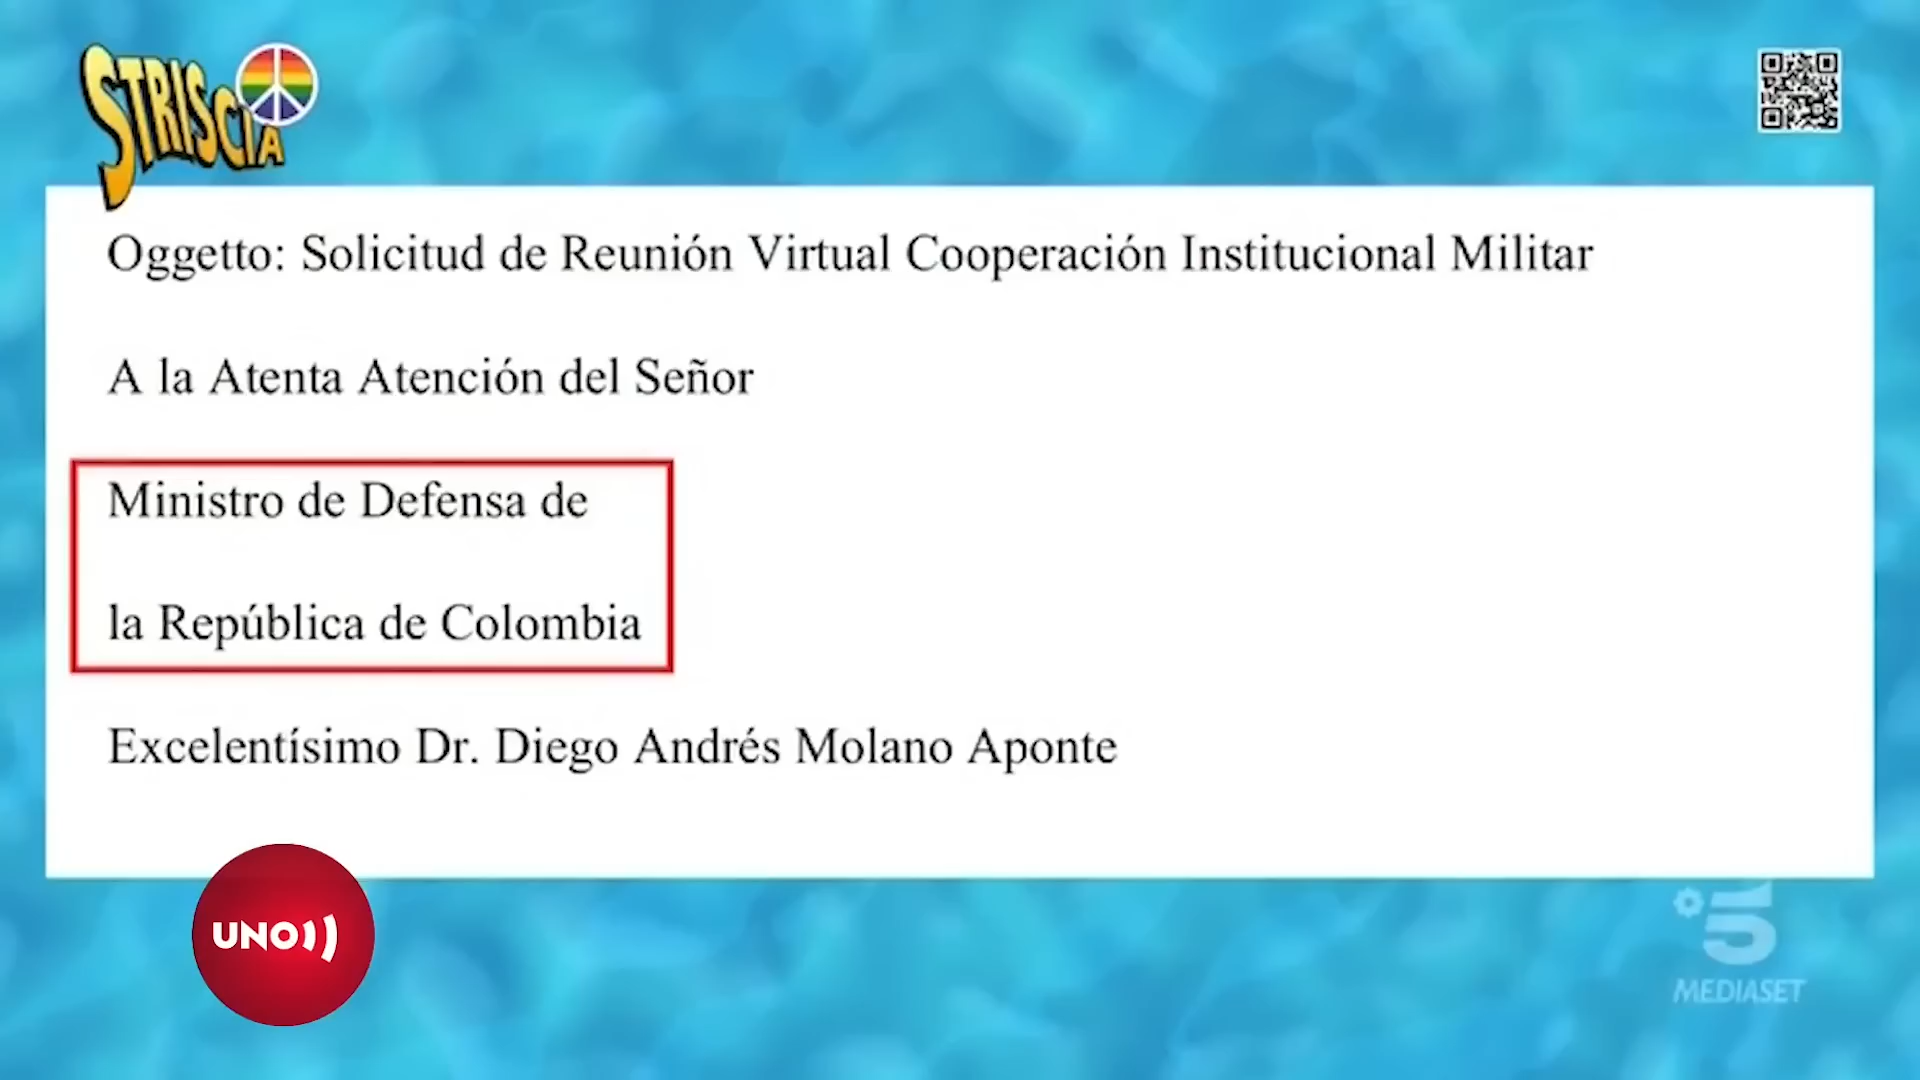 STRISCIA
Oggetto: Solicitud de Reunión Virtual Cooperación Institucional Militar
A la Atenta Atención del Señor
Ministro de Defensa de
la República de Colombia
Excelentísimo Dr. Diego Andrés Molano Aponte
UNO
5
MEDIASET